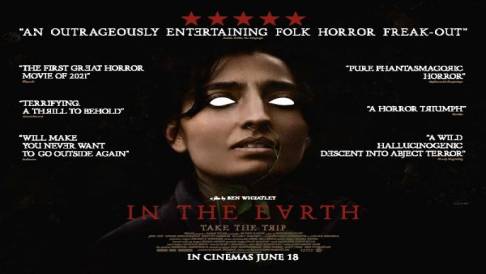 "AN OUTRAGEOUSLY ENTERTAINING FOLK HORROR FREAK-OUT"
"THE FIRST GREAT HORROR
MOVIE OF 2021"
"PURE PHANTASMAGORIC
HORROR"
"TERRIFYING.
A THRILL TO BEHOLD"
"A HORROR TRIUMPH"
"WILL MAKE
YOU NEVER WANT
TO GO OUTSIDE AGAIN"
"A WILD
HALLUCINOGENIC
DESCENT INTO ABJECT TERROR"
a film by BEN WHEATLEY
IN THE EARTH
TAKE THE TRIP
IN CINEMAS JUNE 18